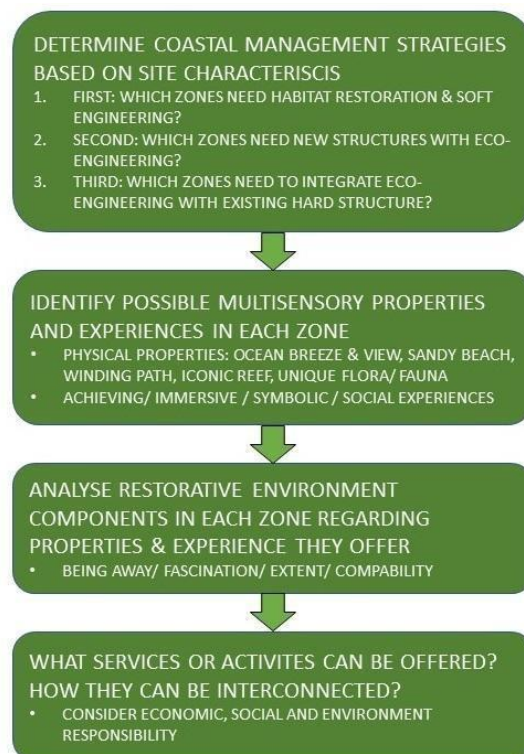 DETERMINE COASTAL MANAGEMENT STRATEGIES
BASED ON SITE CHARACTERISCIS
1. FIRST: WHICH ZONES NEED HABITAT RESTORATION & SOFT
ENGINEERING?
2. SECOND: WHICH ZONES NEED NEW STRUCTURES WITH ECO-
ENGINEERING?
3. THIRD: WHICH ZONES NEED TO INTEGRATE ECO-
ENGINEERING WITH EXISTING HARD STRUCTURE?
IDENTIFY POSSIBLE MULTISENSORY PROPERTIES
AND EXPERIENCES IN EACH ZONE
• PHYSICAL PROPERTIES: OCEAN BREEZE & VIEW, SANDY BEACH,
WINDING PATH, ICONIC REEF, UNIQUE FLORA/ FAUNA
• ACHIEVING/ IMMERSIVE / SYMBOLIC / SOCIAL EXPERIENCES
ANALYSE RESTORATIVE ENVIRONMENT
COMPONENTS IN EACH ZONE REGARDING
PROPERTIES & EXPERIENCE THEY OFFER
• BEING AWAY/ FASCINATION/ EXTENT/ COMPABILITY
WHAT SERVICES OR ACTIVITES CAN BE OFFERED?
HOW THEY CAN BE INTERCONNECTED?
• CONSIDER ECONOMIC, SOCIAL AND ENVIRONMENT
RESPONSIBILITY